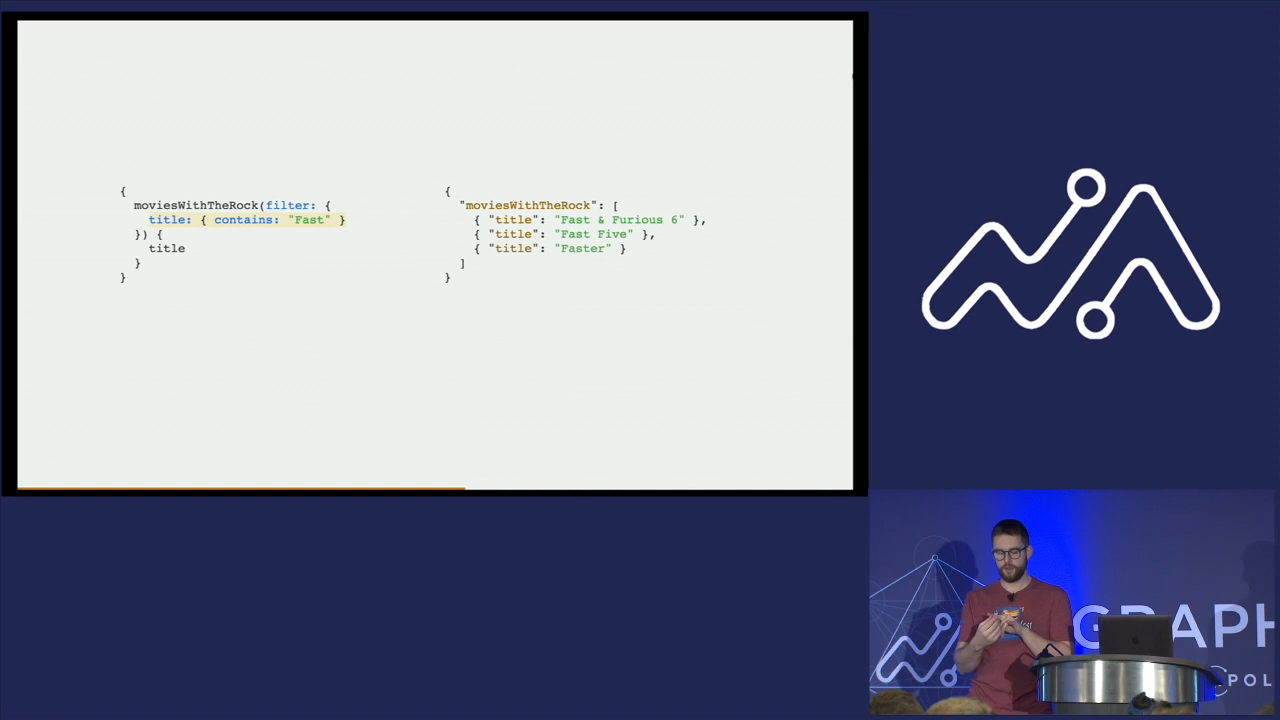 {
moviesWithTheRock(filter: {
title: { contains: "Fast" }
}) {
title
}
}
{
"moviesWithTheRock": [
{ "title": "Fast & Furious 6" },
{ "title": "Fast Five" },
{ "title": "Faster" }
]
}
GRAPH
POL